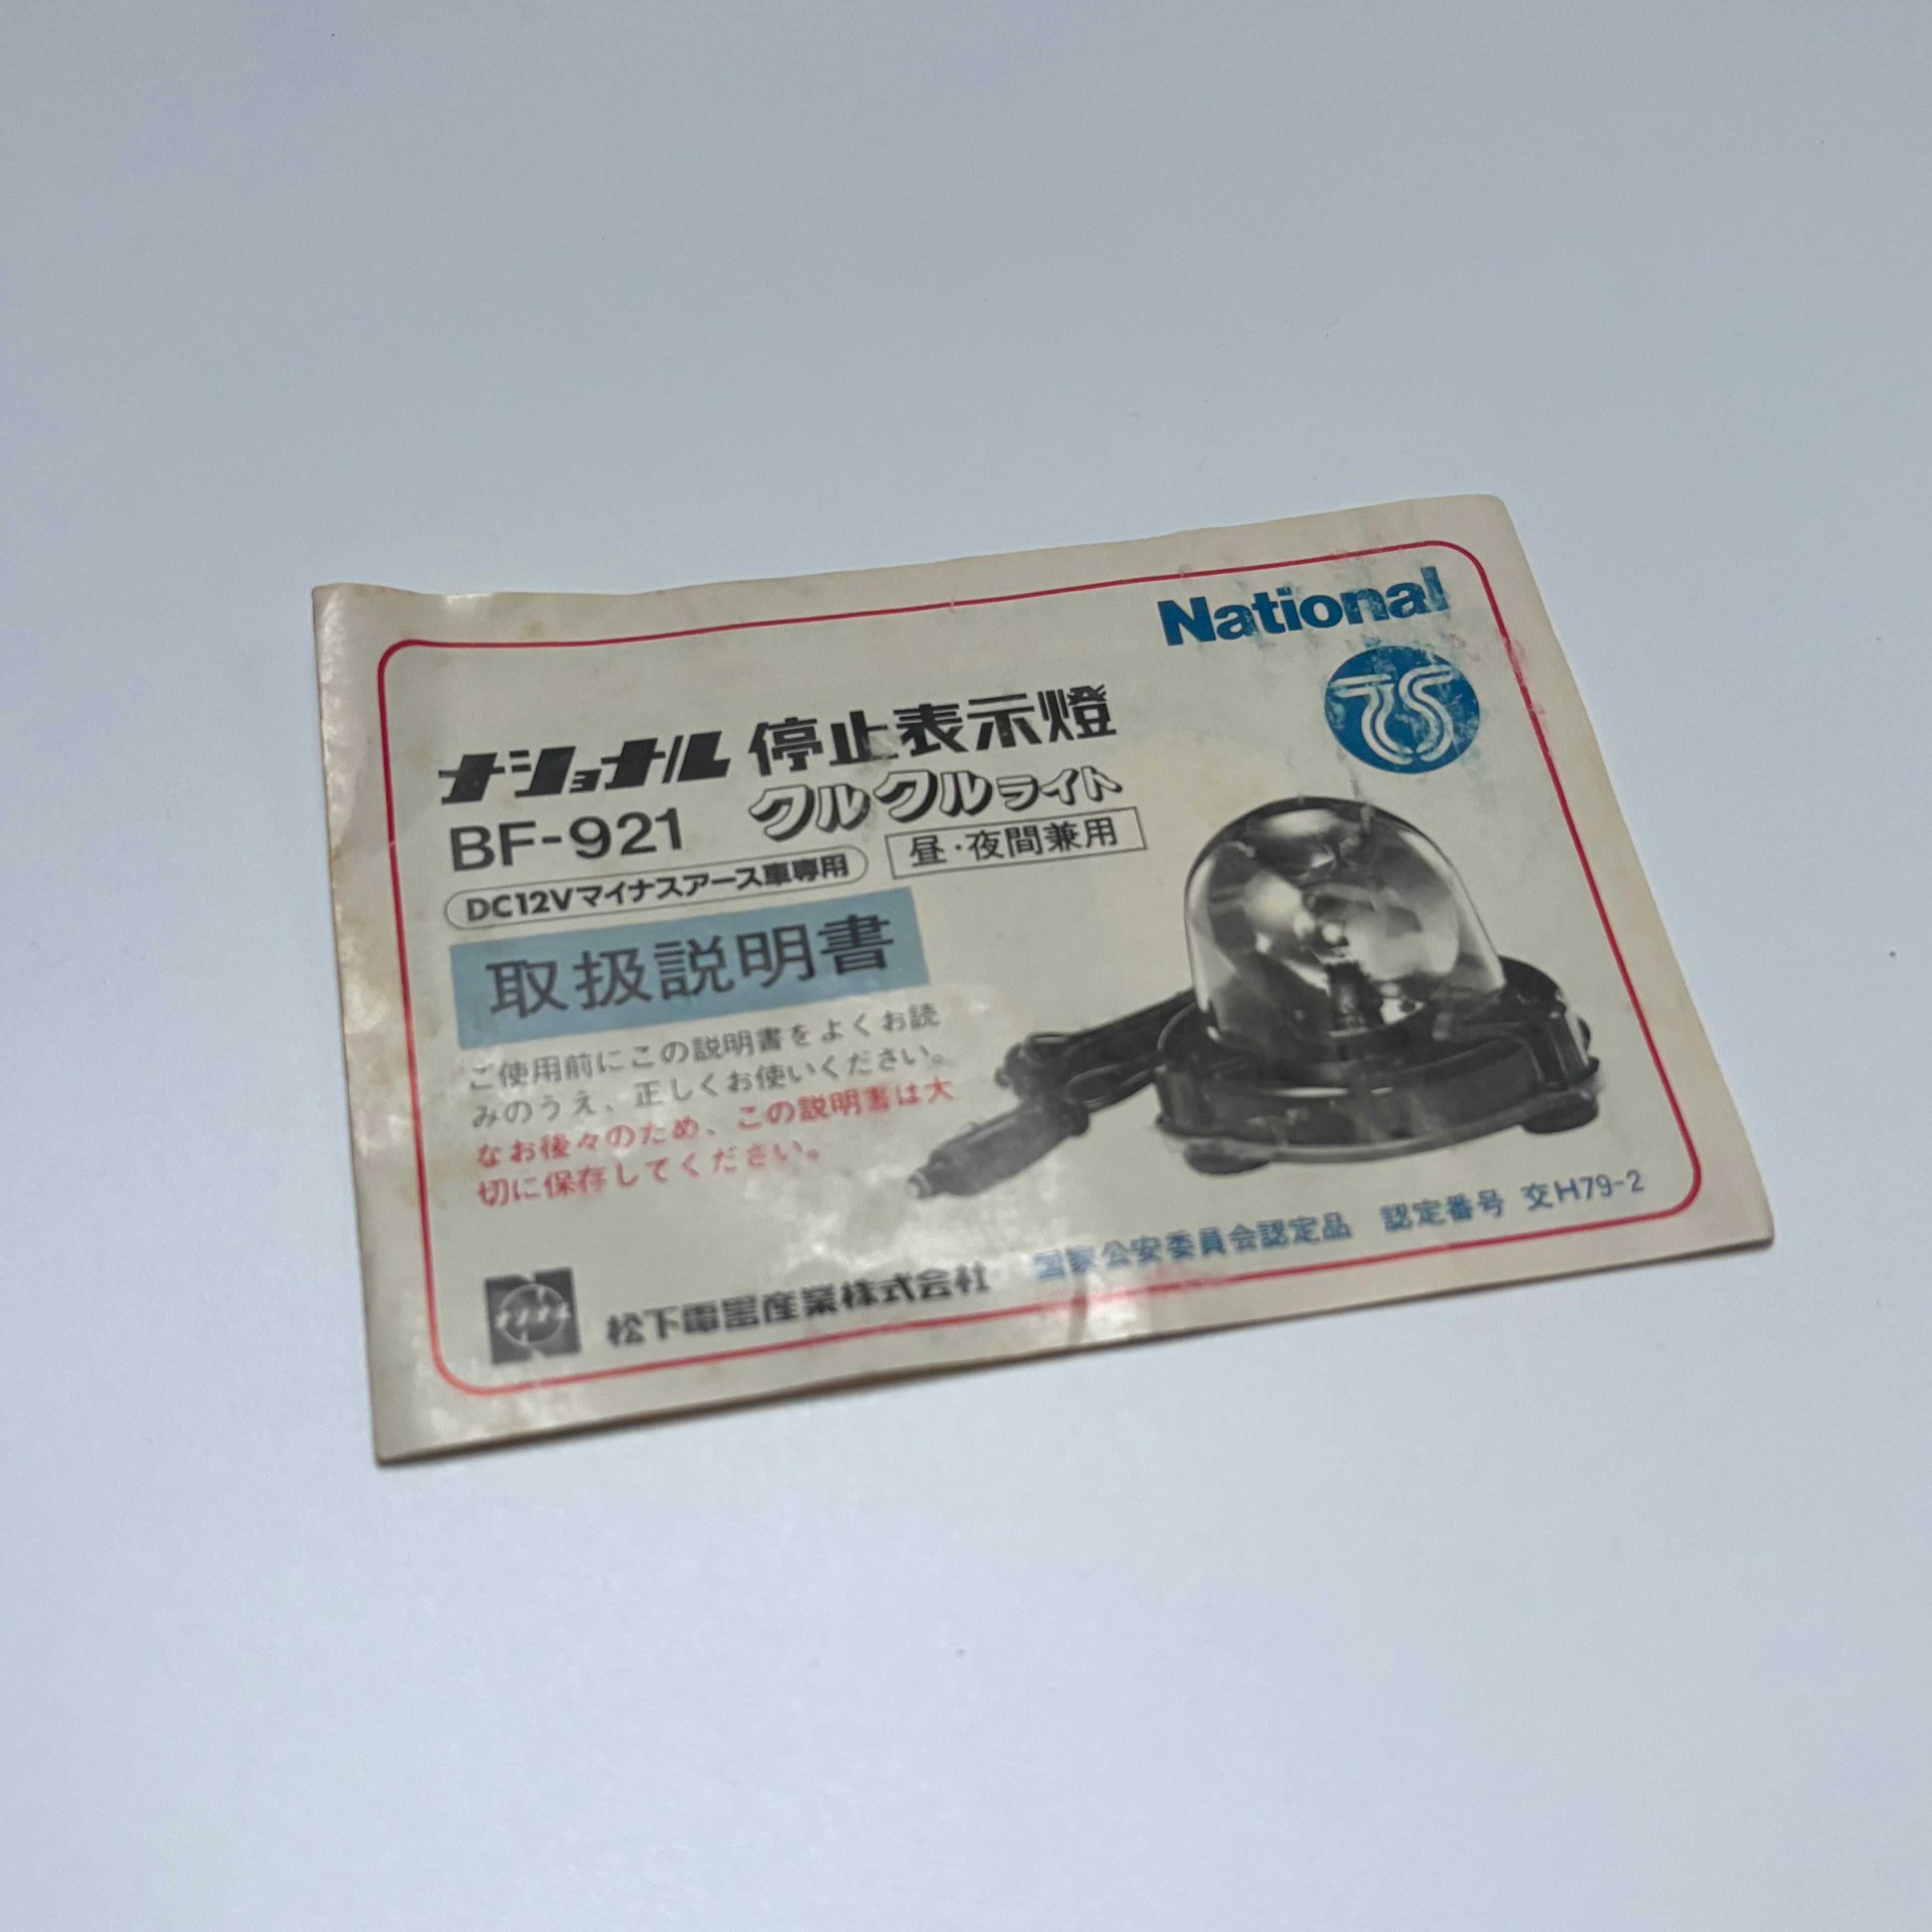 National
TS
ナショナル 停止表示燈
BF-921 クルクルライト
DC12Vマイナスアース車専用 昼・夜間兼用
取扱説明書
ご使用前にこの説明書をよくお読
みのうえ、正しくお使いください。
なお後々のため、この説明書は大
切に保存してください。
松下電器産業株式会社
国家公安委員会認定品 認定番号 交H79-2